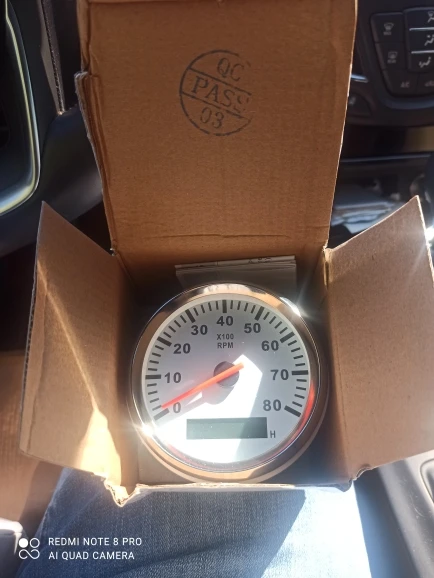 QC
PASS
03
0
10
20
30
40
50
60
70
80
X100
RPM
H
REDMI NOTE 8 PRO
AI QUAD CAMERA